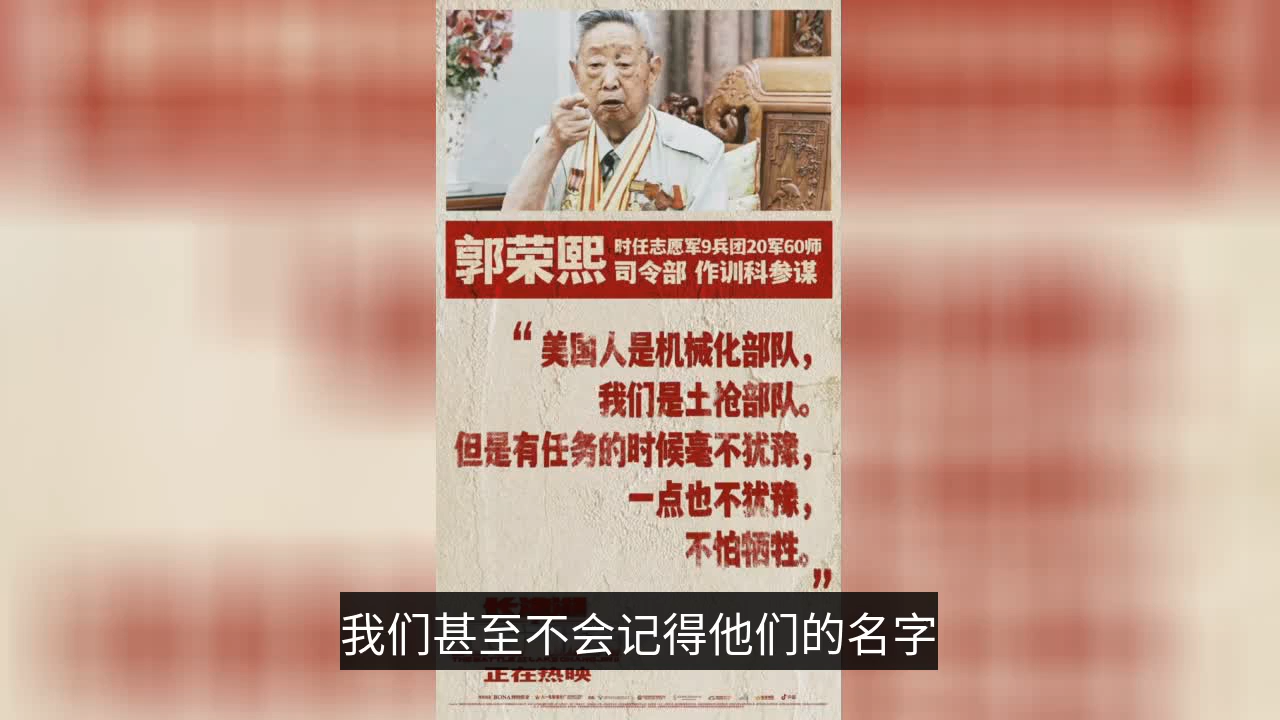 郭荣熙
时任志愿军9兵团20军60师
司令部 作训科参谋
“美国人是机械化部队，
我们是土枪部队。
但是有任务的时候毫不犹豫，
一点也不犹豫，
不怕牺牲。”
我们甚至不会记得他们的名字
正在热映